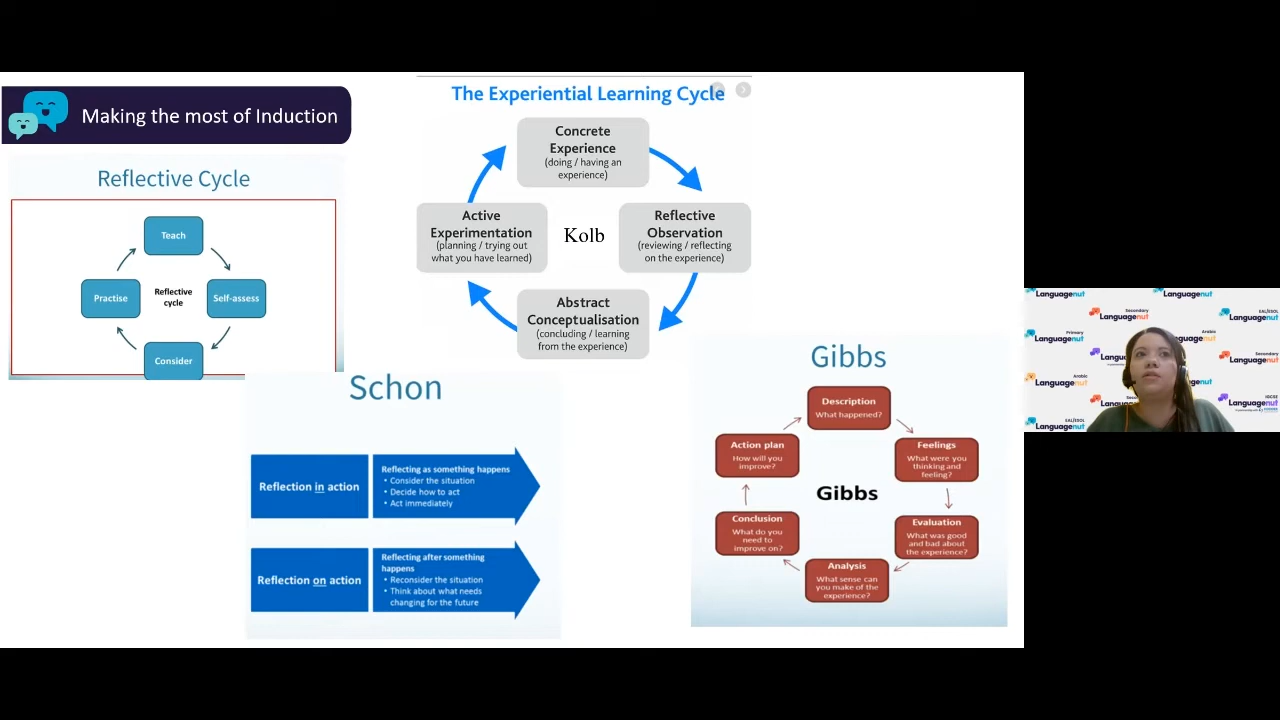 Making the most of Induction
Reflective Cycle
Teach
Practise
Reflective
cycle
Self-assess
Consider
The Experiential Learning Cycle
Concrete
Experience
(doing / having an
experience)
Active
Experimentation
(planning / trying out
what you have learned)
Kolb
Reflective
Observation
(reviewing / reflecting
on the experience)
Abstract
Conceptualisation
(concluding / learning
from the experience)
Schon
Reflection in action
Reflecting as something happens
• Consider the situation
• Decide how to act
• Act immediately
Reflection on action
Reflecting after something
happens
• Reconsider the situation
• Think about what needs
changing for the future
Gibbs
Description
What happened?
Action plan
How will you
improve?
Feelings
What were you
thinking and
feeling?
Gibbs
Conclusion
What do you
need to
improve on?
Evaluation
What was good
and bad about
the experience?
Analysis
What sense can
you make of the
experience?
Languagenut
Languagenut
Secondary
Languagenut
EAL/ESOL
Languagenut
Primary
Languagenut
Arabic
Secondary
Languagenut
Arabic
Languagenut
IGCSE
Languagenut
EAL/ESOL
Languagenut